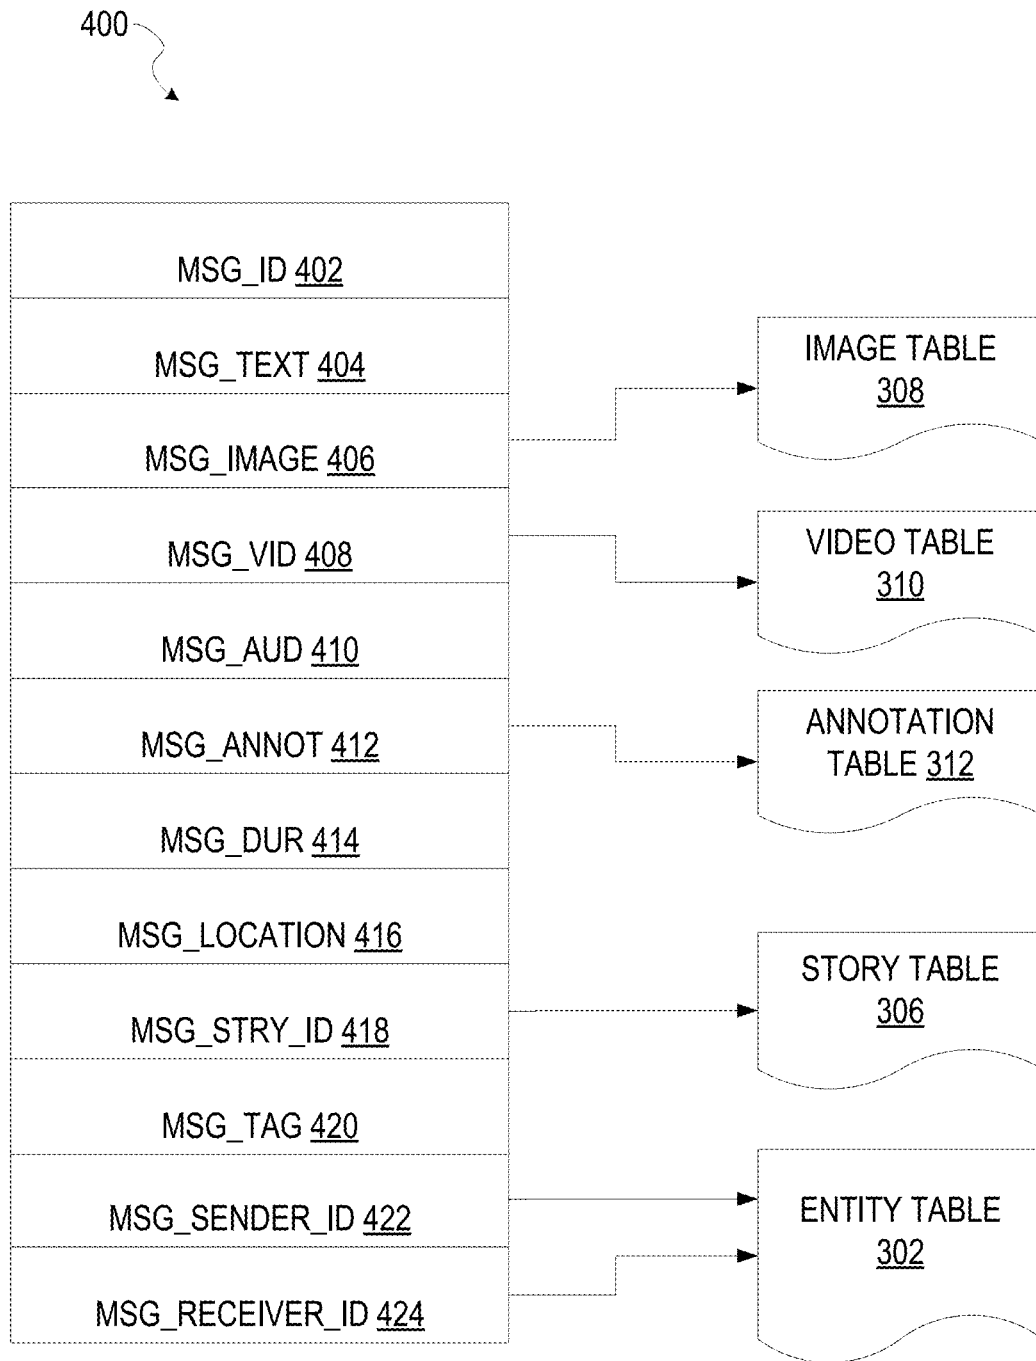 400
MSG_ID 402
MSG_TEXT 404
MSG_IMAGE 406
MSG_VID 408
MSG_AUD 410
MSG_ANNOT 412
MSG_DUR 414
MSG_LOCATION 416
MSG_STRY_ID 418
MSG_TAG 420
MSG_SENDER_ID 422
MSG_RECEIVER_ID 424
IMAGE TABLE
308
VIDEO TABLE
310
ANNOTATION
TABLE 312
STORY TABLE
306
ENTITY TABLE
302